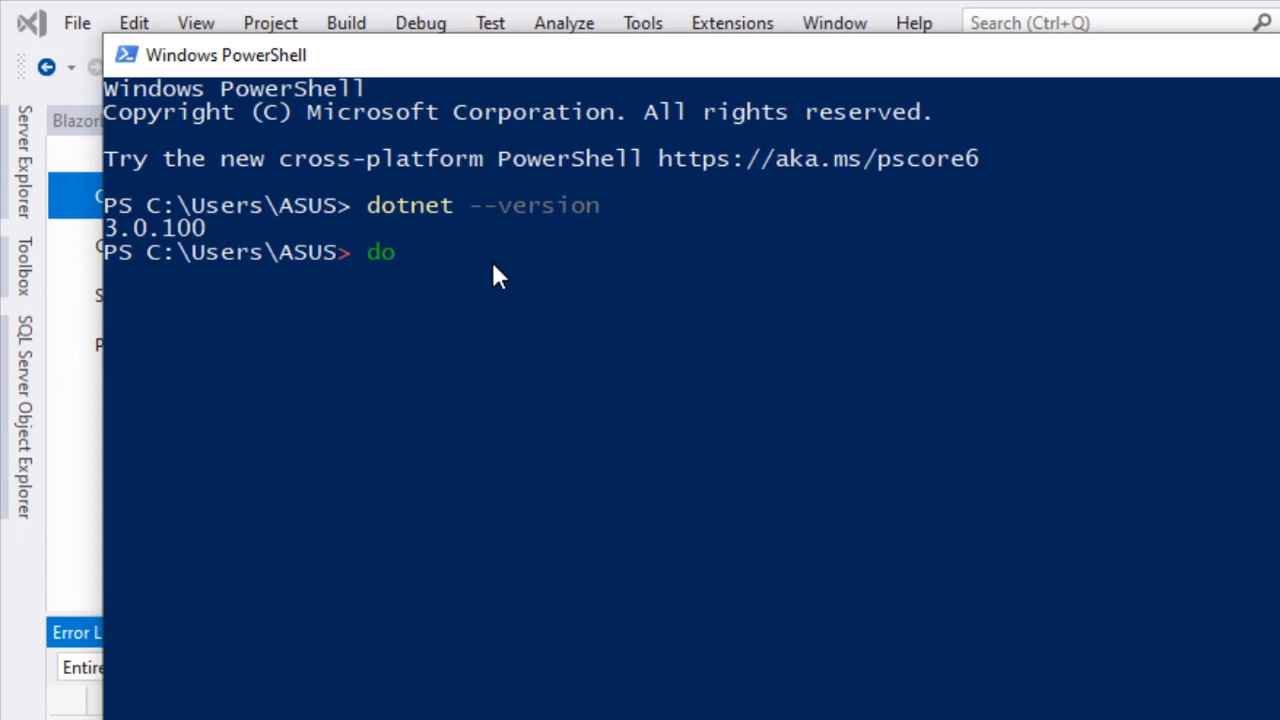 File Edit View Project Build Debug Test Analyze Tools Extensions Window Help Search (Ctrl+Q)
Windows PowerShell
Windows PowerShell
Copyright (C) Microsoft Corporation. All rights reserved.
Try the new cross-platform PowerShell https://aka.ms/pscore6
PS C:\Users\ASUS> dotnet --version
3.0.100
PS C:\Users\ASUS> do
Server Explorer
Toolbox
SQL Server Object Explorer
Blazor
Error L
Entire